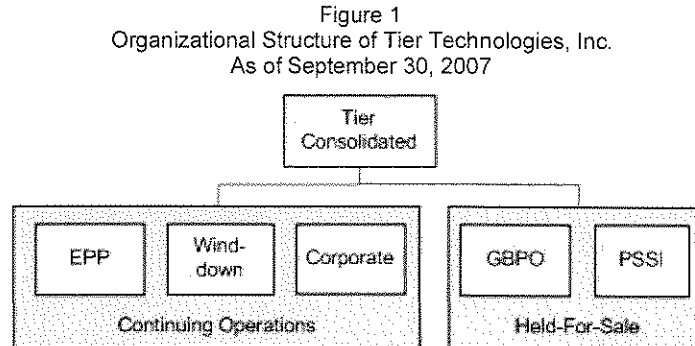 Figure 1
Organizational Structure of Tier Technologies, Inc.
As of September 30, 2007
Tier
Consolidated
EPP
Wind-
down
Corporate
GBPO
PSSI
Continuing Operations
Held-For-Sale